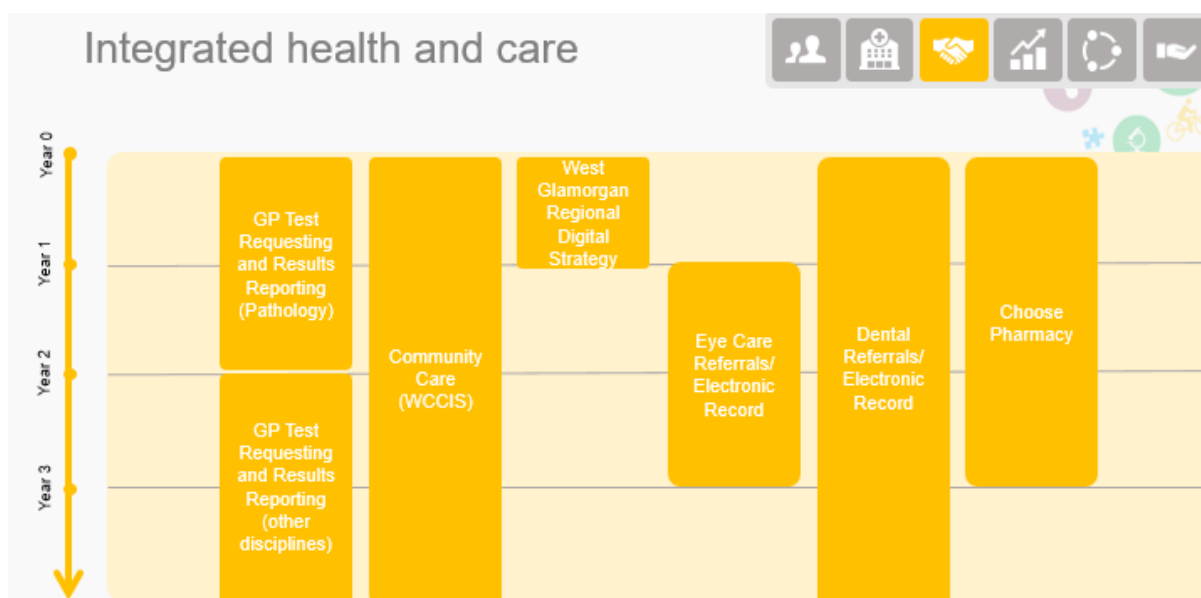 Integrated health and care
Year 0
Year 1
Year 2
Year 3
GP Test
Requesting
and Results
Reporting
(Pathology)
GP Test
Requesting
and Results
Reporting
(other
disciplines)
Community
Care
(WCCIS)
West
Glamorgan
Regional
Digital
Strategy
Eye Care
Referrals/
Electronic
Record
Dental
Referrals/
Electronic
Record
Choose
Pharmacy